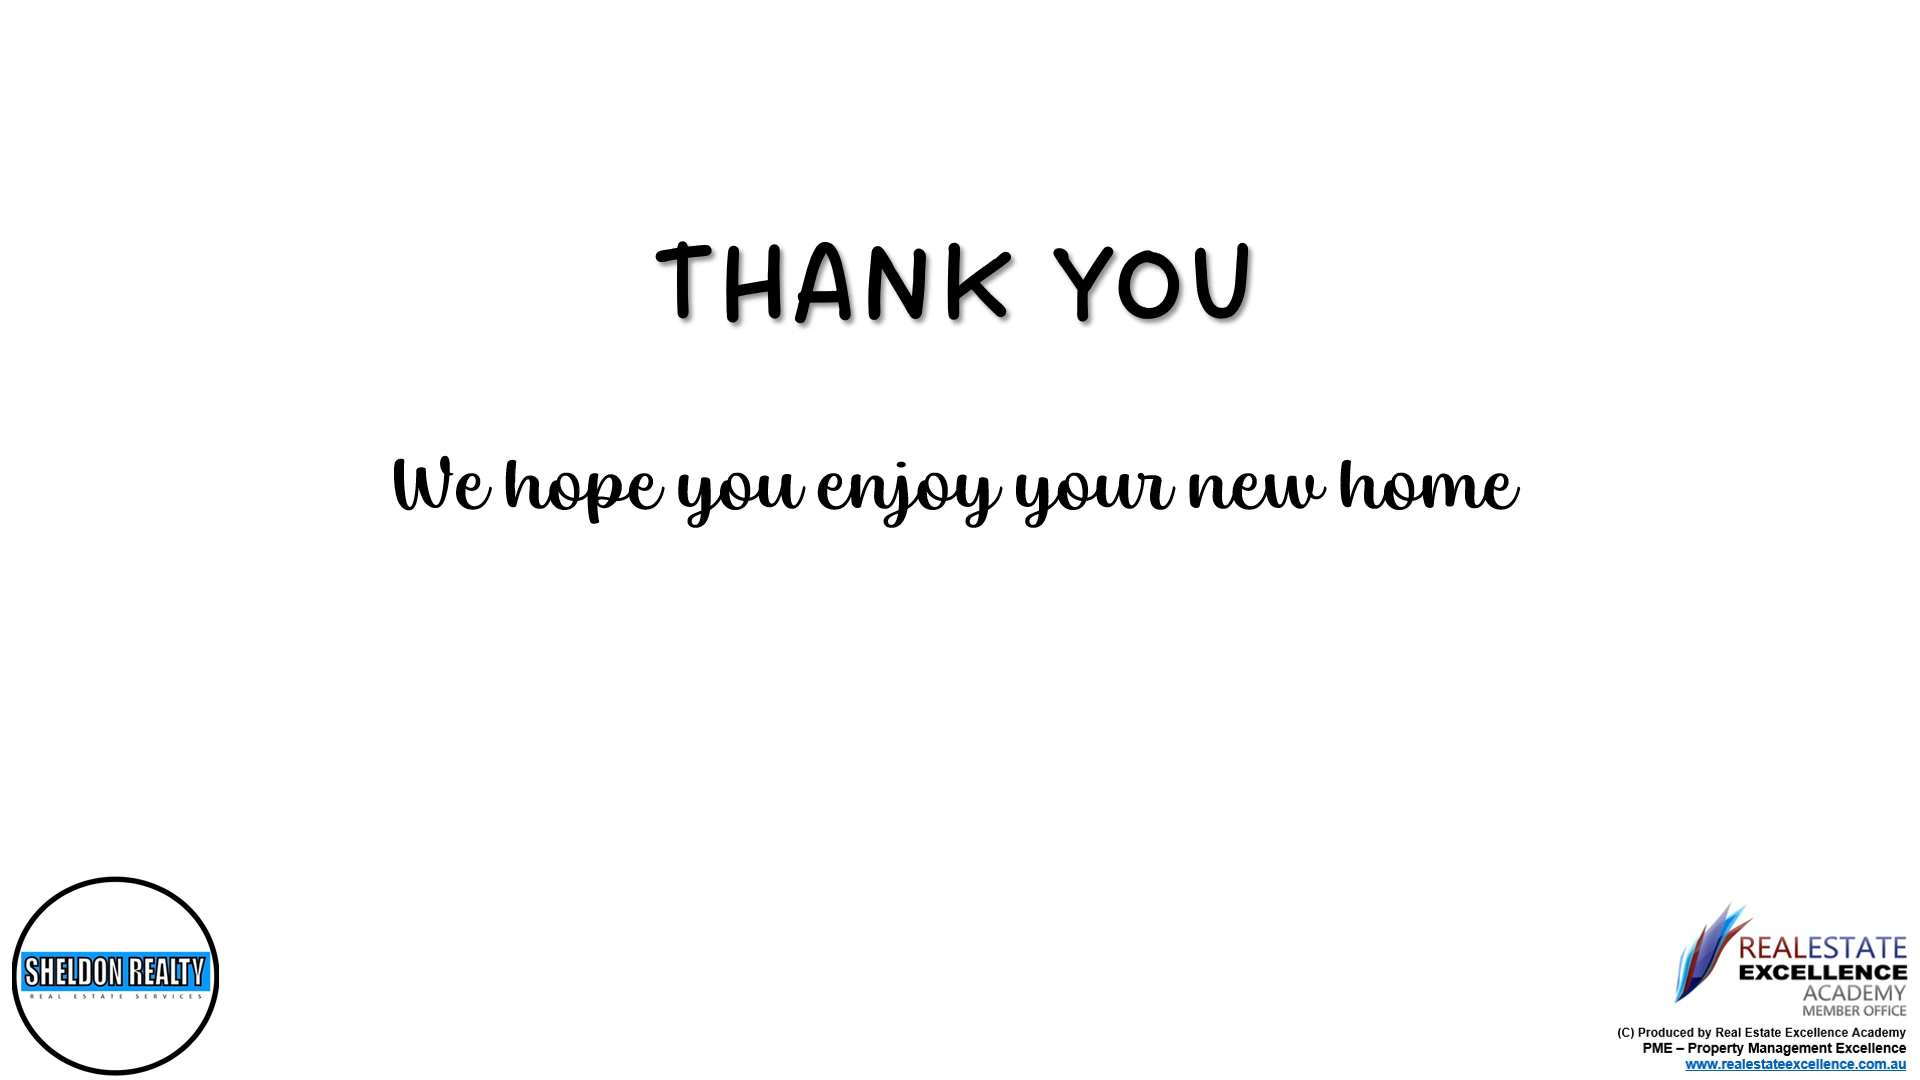 THANK YOU
We hope you enjoy your new home
SHELDON REALTY
REAL ESTATE SERVICES
REALESTATE
EXCELLENCE
ACADEMY
MEMBER OFFICE
(C) Produced by Real Estate Excellence Academy
PME – Property Management Excellence
www.realestateexcellence.com.au